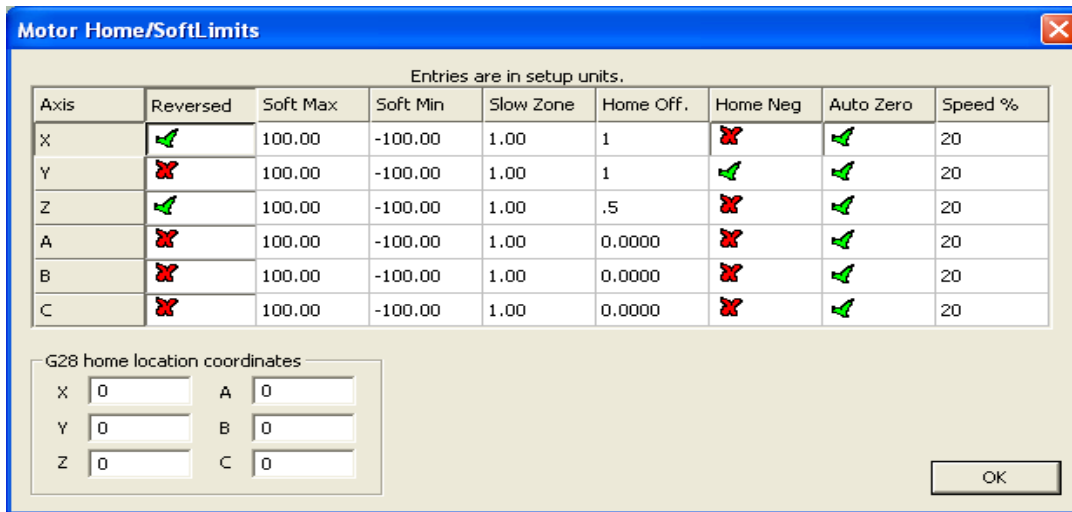 Motor Home/SoftLimits
Entries are in setup units.
Axis Reversed Soft Max Soft Min Slow Zone Home Off. Home Neg Auto Zero Speed %
X 100.00 -100.00 1.00 1 20
Y 100.00 -100.00 1.00 1 20
Z 100.00 -100.00 1.00 .5 20
A 100.00 -100.00 1.00 0.0000 20
B 100.00 -100.00 1.00 0.0000 20
C 100.00 -100.00 1.00 0.0000 20
G28 home location coordinates
X 0 A 0
Y 0 B 0
Z 0 C 0
OK